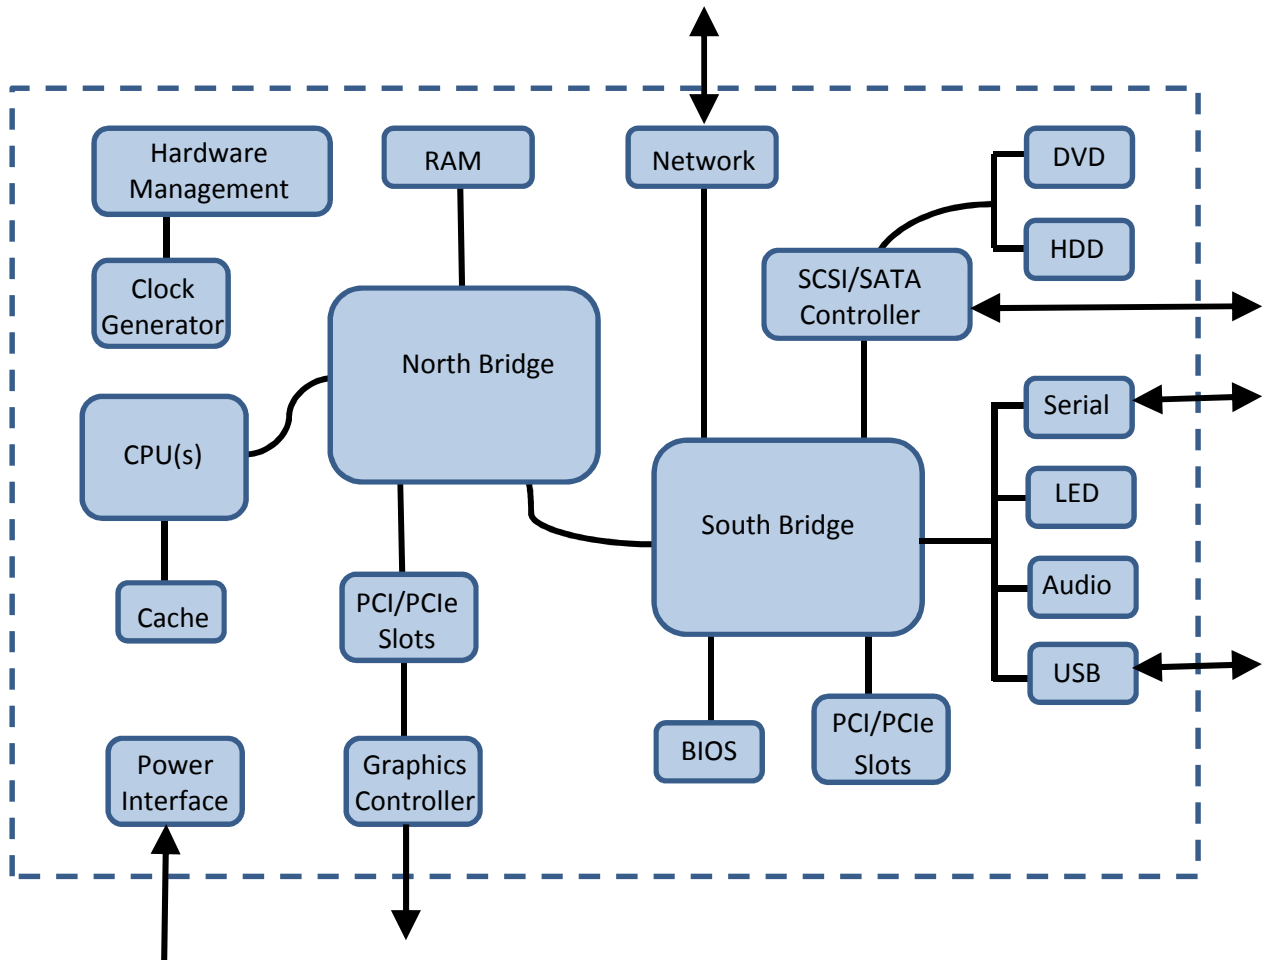 Hardware
Management
RAM
Network
DVD
HDD
Clock
Generator
SCSI/SATA
Controller
North Bridge
Serial
CPU(s)
LED
South Bridge
Audio
Cache
PCI/PCIe
Slots
USB
Power
Interface
Graphics
Controller
BIOS
PCI/PCIe
Slots